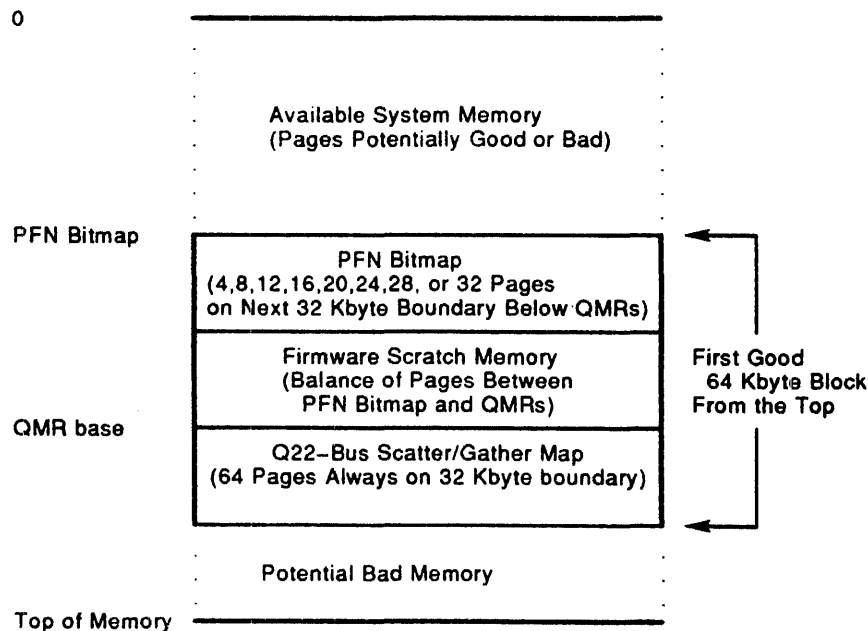 0
Available System Memory
(Pages Potentially Good or Bad)
PFN Bitmap
PFN Bitmap
(4,8,12,16,20,24,28, or 32 Pages
on Next 32 Kbyte Boundary Below QMRs)
Firmware Scratch Memory
(Balance of Pages Between
PFN Bitmap and QMRs)
First Good
64 Kbyte Block
From the Top
QMR base
Q22-Bus Scatter/Gather Map
(64 Pages Always on 32 Kbyte boundary)
Potential Bad Memory
Top of Memory